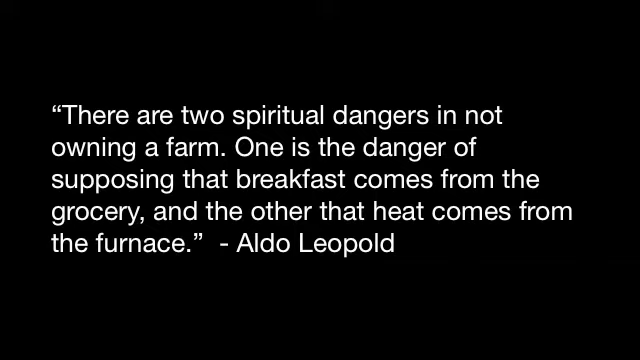 “There are two spiritual dangers in not
owning a farm. One is the danger of
supposing that breakfast comes from the
grocery, and the other that heat comes from
the furnace.”  - Aldo Leopold